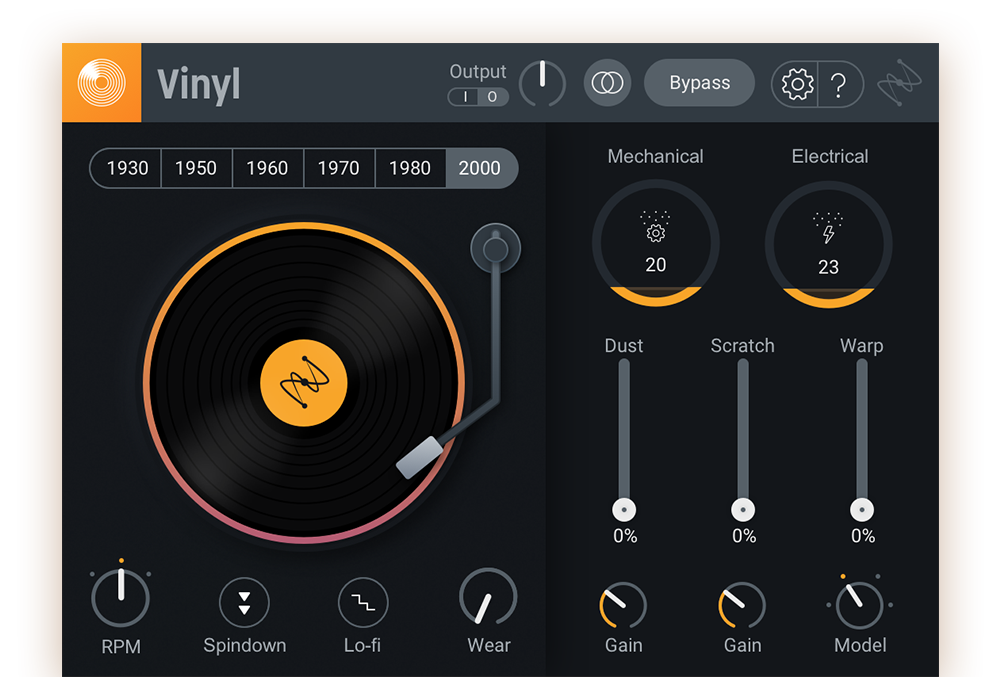 Vinyl
Output
I O
Bypass
?
1930 1950 1960 1970 1980 2000
Mechanical Electrical
20 23
Dust Scratch Warp
0% 0% 0%
RPM Spindown Lo-fi Wear Gain Gain Model